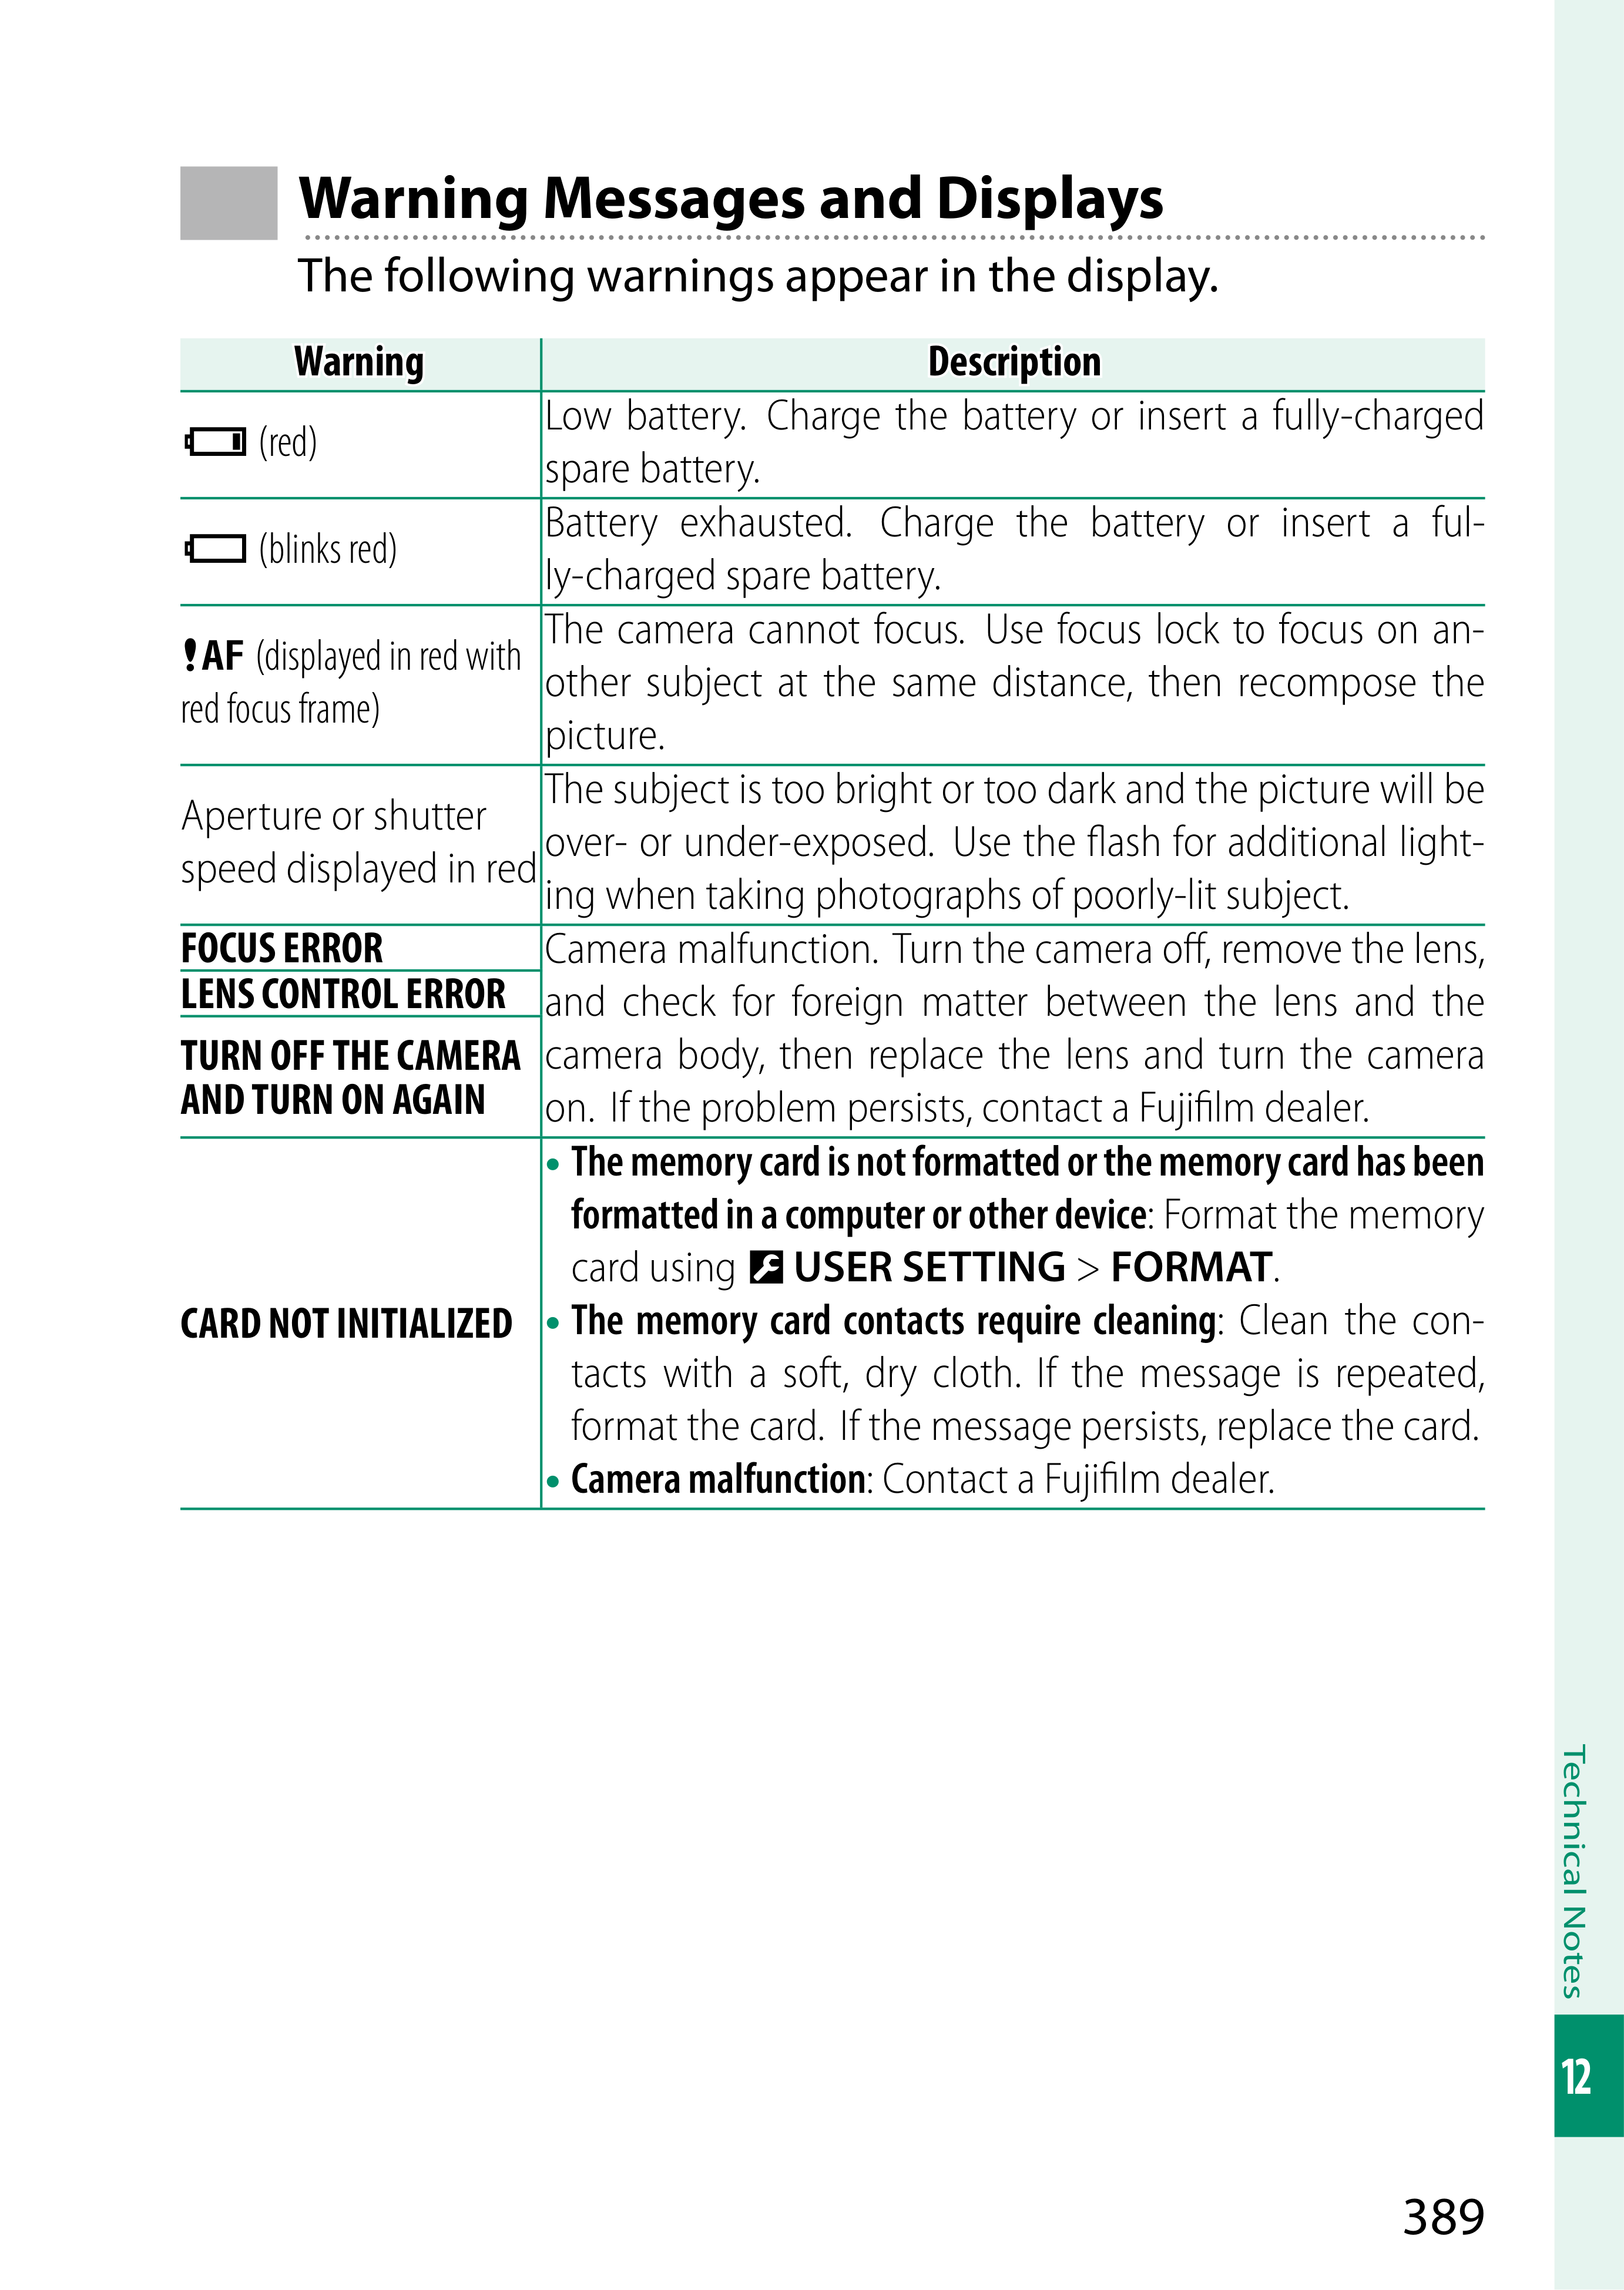 Warning Messages and Displays
The following warnings appear in the display.
Warning
Description
(red)
Low battery. Charge the battery or insert a fully-charged
spare battery.
(blinks red)
Battery exhausted. Charge the battery or insert a ful-
ly-charged spare battery.
!AF (displayed in red with
red focus frame)
The camera cannot focus. Use focus lock to focus on an-
other subject at the same distance, then recompose the
picture.
Aperture or shutter
speed displayed in red
The subject is too bright or too dark and the picture will be
over- or under-exposed. Use the flash for additional light-
ing when taking photographs of poorly-lit subject.
FOCUS ERROR
LENS CONTROL ERROR
TURN OFF THE CAMERA
AND TURN ON AGAIN
Camera malfunction. Turn the camera off, remove the lens,
and check for foreign matter between the lens and the
camera body, then replace the lens and turn the camera
on. If the problem persists, contact a Fujifilm dealer.
CARD NOT INITIALIZED
• The memory card is not formatted or the memory card has been
formatted in a computer or other device: Format the memory
card using USER SETTING > FORMAT.
• The memory card contacts require cleaning: Clean the con-
tacts with a soft, dry cloth. If the message is repeated,
format the card. If the message persists, replace the card.
• Camera malfunction: Contact a Fujifilm dealer.
Technical Notes
12
389